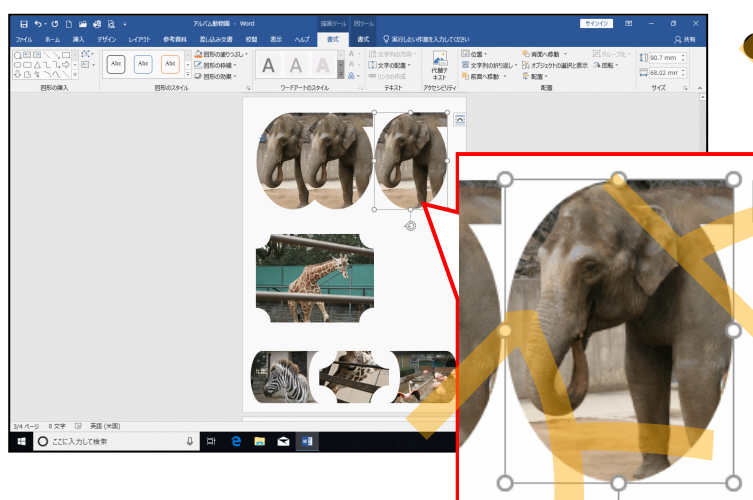 アルバム動物園 - Word
描画ツール 図ツール
サインイン
ファイル ホーム 挿入 デザイン レイアウト 参考資料 差し込み文書 校閲 表示 ヘルプ 書式 書式 実行したい作業を入力してください 共有
Abc Abc Abc
図形の塗りつぶし
図形の枠線
図形の効果
A A A
文字列の方向
文字の配置
リンクの作成
代替テキスト
位置 背面へ移動 グループ化
文字列の折り返し オブジェクトの選択と表示 回転
前面へ移動 配置
90.7 mm
68.02 mm
図形の挿入 図形のスタイル ワードアートのスタイル テキスト アクセシビリティ 配置 サイズ
3/4 ページ 8 文字 英語 (米国)
ここに入力して検索